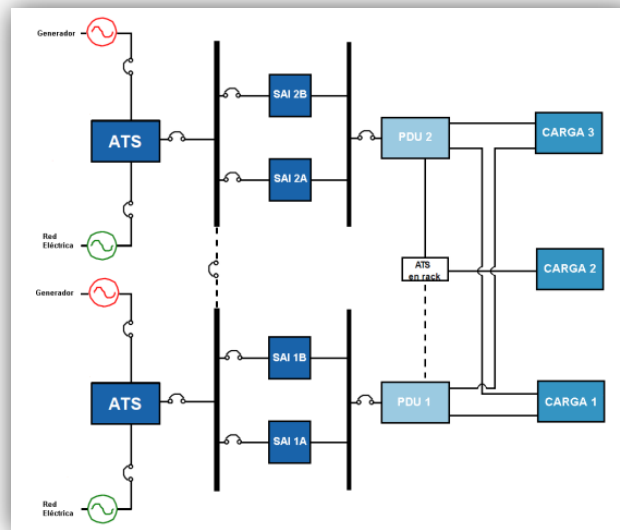 Generador
ATS
Red
Eléctrica
SAI 2B
SAI 2A
PDU 2
CARGA 3
ATS
en rack
CARGA 2
Generador
ATS
Red
Eléctrica
SAI 1B
SAI 1A
PDU 1
CARGA 1